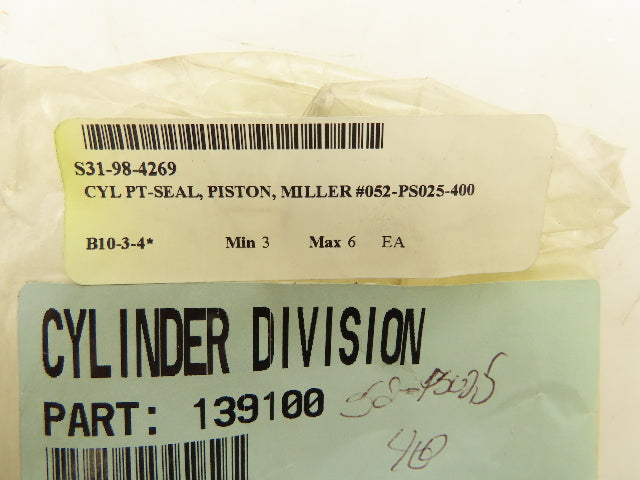 S31-98-4269
CYL PT-SEAL, PISTON, MILLER #052-PS025-400
B10-3-4* Min 3 Max 6 EA
CYLINDER DIVISION
PART: 139100